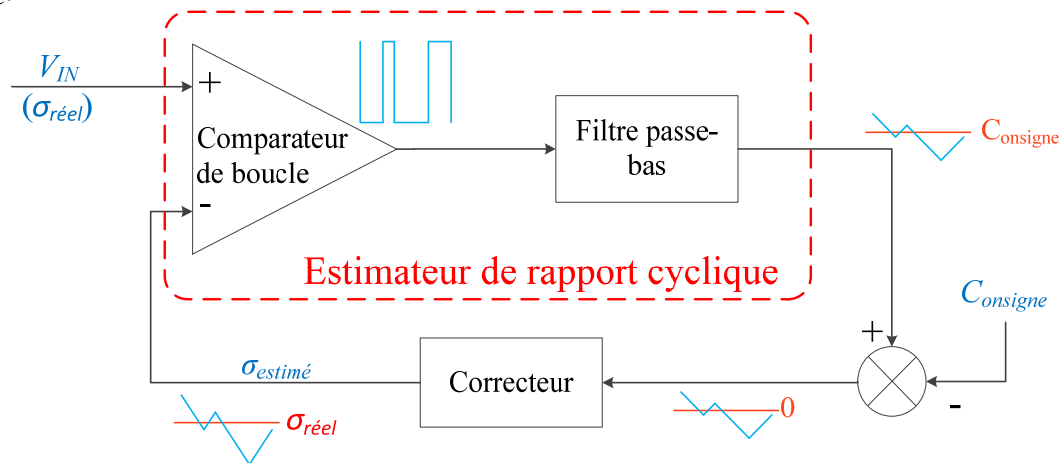 V_IN
(σ_réel)
+
Comparateur
de boucle
-
Filtre passe-
bas
C_onsigne
Estimateur de rapport cyclique
C_onsigne
+
-
σ_estimé
Correcteur
0
σ_réel